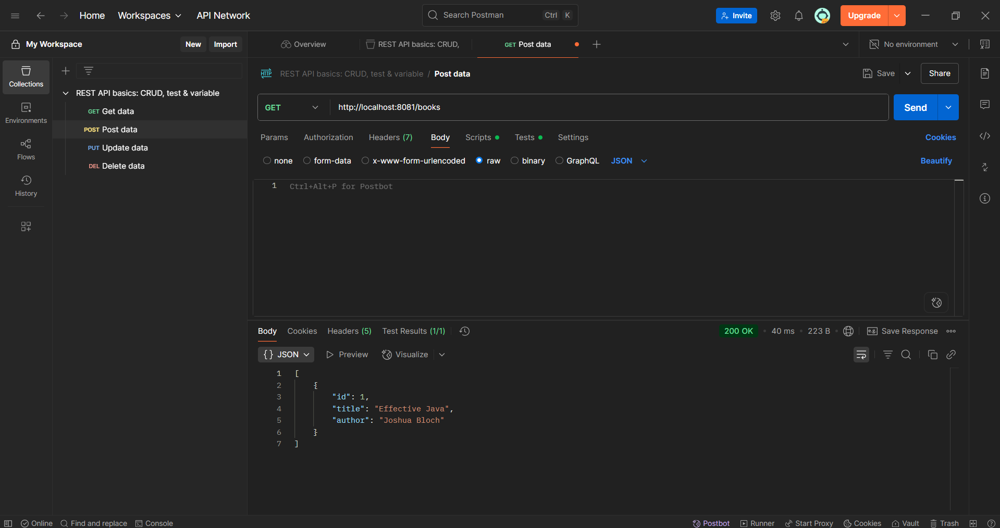 Home Workspaces API Network Search Postman Ctrl K Invite Upgrade
My Workspace New Import Overview REST API basics: CRUD, GET Post data No environment
Collections
Environments
Flows
History
REST API basics: CRUD, test & variable
GET Get data
POST Post data
PUT Update data
DEL Delete data
HTTP REST API basics: CRUD, test & variable / Post data Save Share
GET http://localhost:8081/books Send
Params Authorization Headers (7) Body Scripts Tests Settings Cookies
none form-data x-www-form-urlencoded raw binary GraphQL JSON Beautify
1 Ctrl+Alt+P for Postbot
Body Cookies Headers (5) Test Results (1/1) 200 OK • 40 ms • 223 B • e.g. Save Response
{} JSON Preview Visualize
1 [
2 {
3 "id": 1,
4 "title": "Effective Java",
5 "author": "Joshua Bloch"
6 }
7 ]
Online Find and replace Console Postbot Runner Start Proxy Cookies Vault Trash